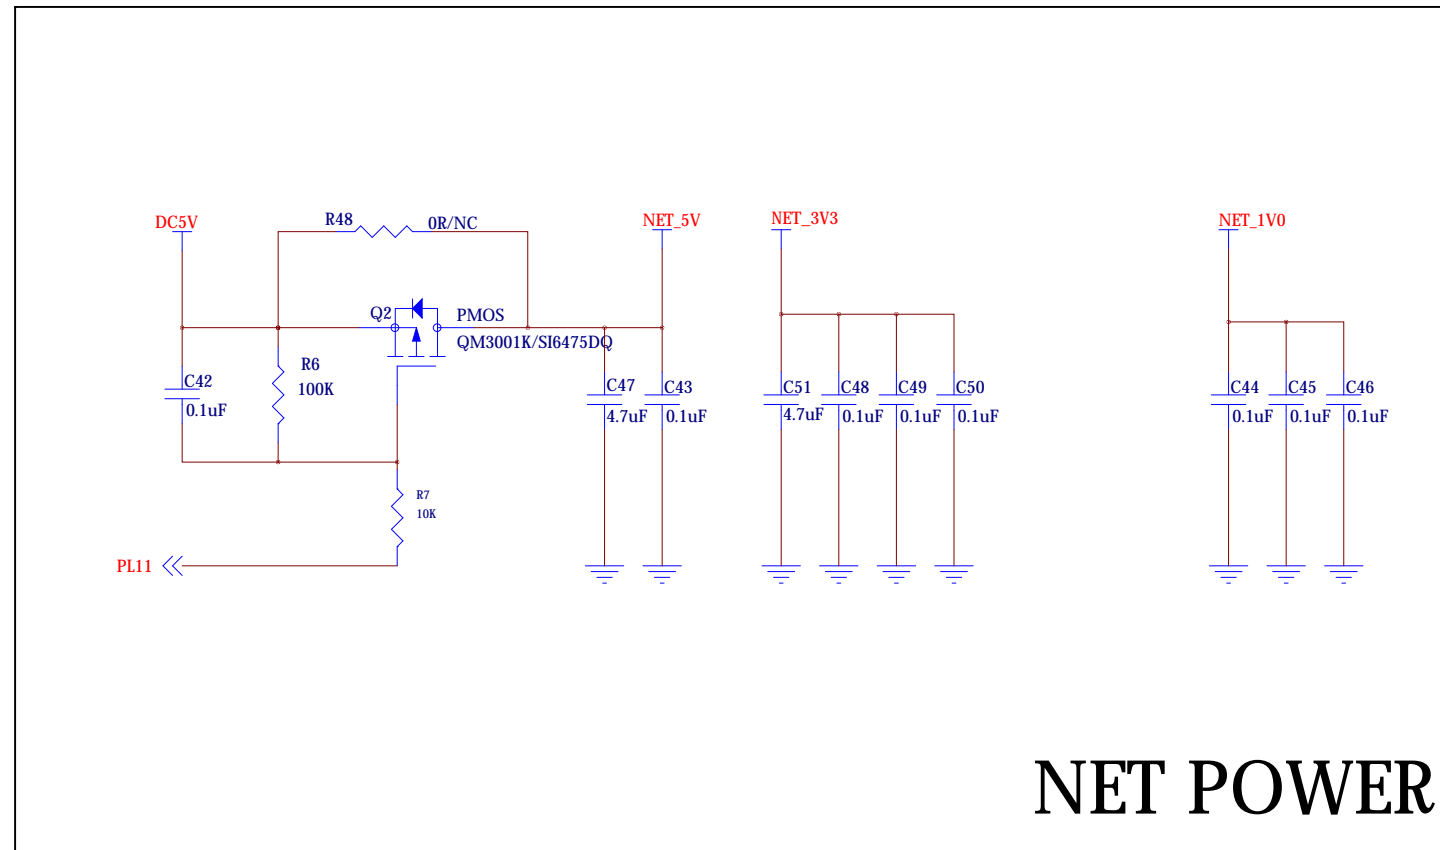 DC5V
R48
0R/NC
NET_5V
NET_3V3
NET_1V0
Q2
PMOS
QM3001K/SI6475DQ
R6
100K
C42
0.1uF
C47
4.7uF
C43
0.1uF
C51
4.7uF
C48
0.1uF
C49
0.1uF
C50
0.1uF
C44
0.1uF
C45
0.1uF
C46
0.1uF
R7
10K
PL11
NET POWER